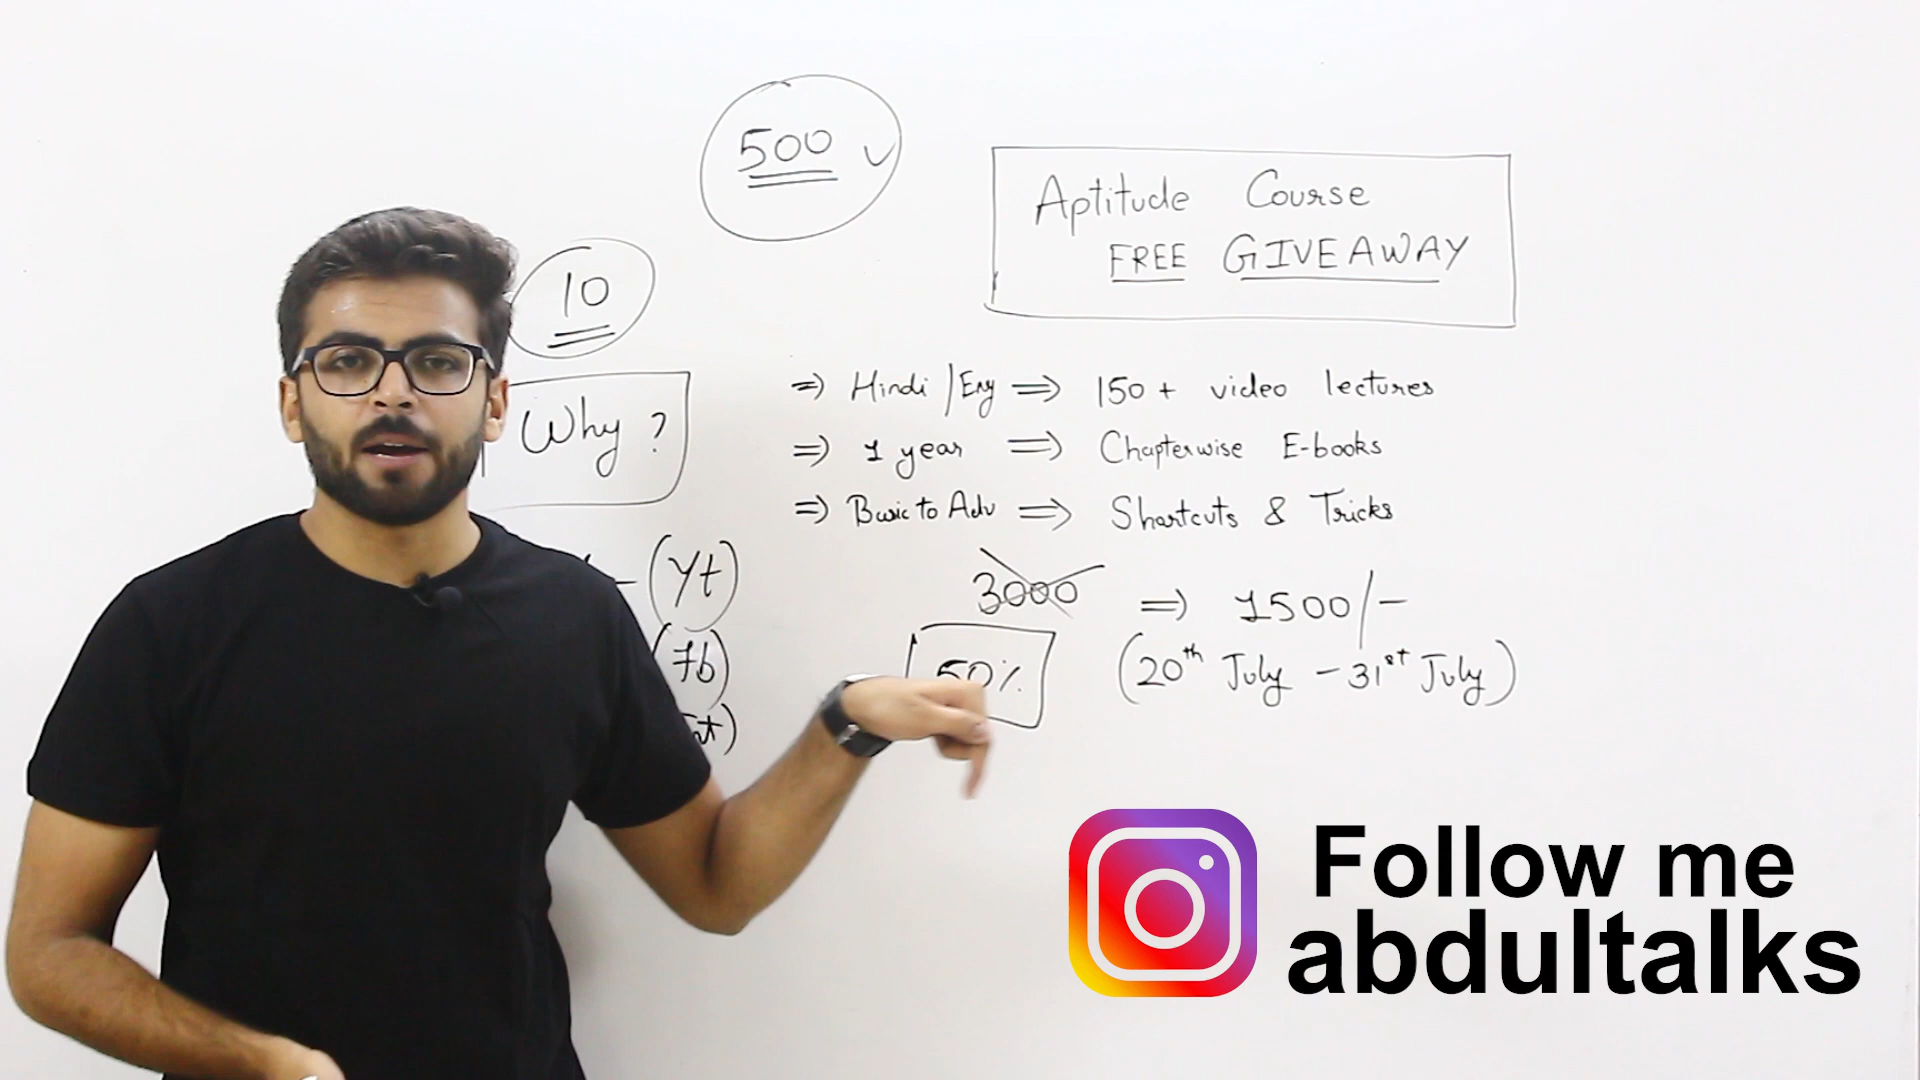 500
Aptitude Course
FREE GIVEAWAY
10
Why ?
⇒ Hindi / Eng ⇒ 150 + video lectures
⇒ 1 year ⇒ Chapterwise E-books
⇒ Basic to Adv ⇒ Shortcuts & Tricks
(Yt)
3000 ⇒ 1500/-
(fb)
50%
(20th July - 31st July)
Follow me
abdultalks